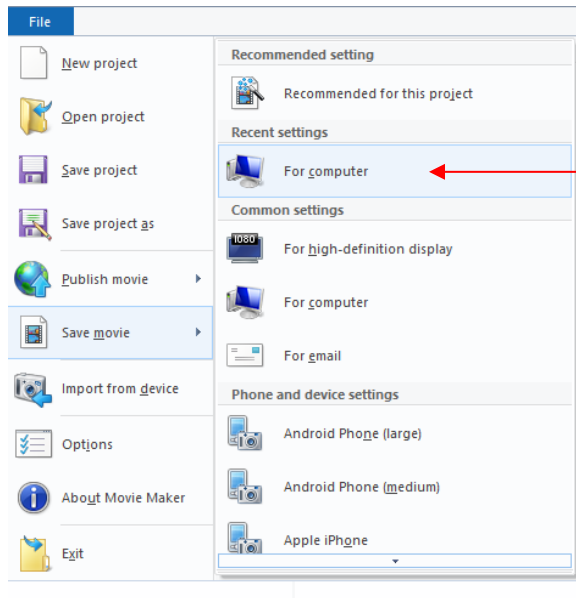 File
New project
Open project
Save project
Save project as
Publish movie
Save movie
Import from device
Options
About Movie Maker
Exit
Recommended setting
Recommended for this project
Recent settings
For computer
Common settings
1080
For high-definition display
For computer
For email
Phone and device settings
Android Phone (large)
Android Phone (medium)
Apple iPhone